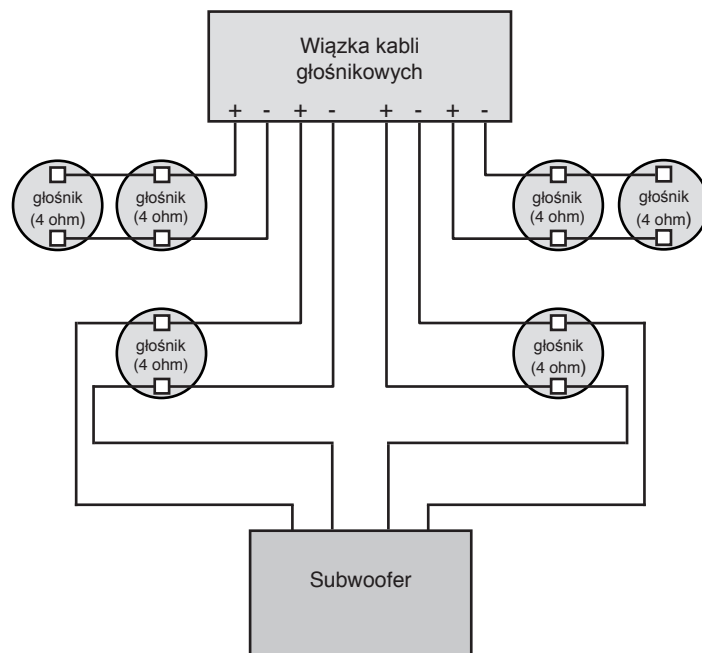 Wiązka kabli
głośnikowych
+ - + - + - + -
głośnik
(4 ohm)
głośnik
(4 ohm)
głośnik
(4 ohm)
głośnik
(4 ohm)
głośnik
(4 ohm)
głośnik
(4 ohm)
Subwoofer